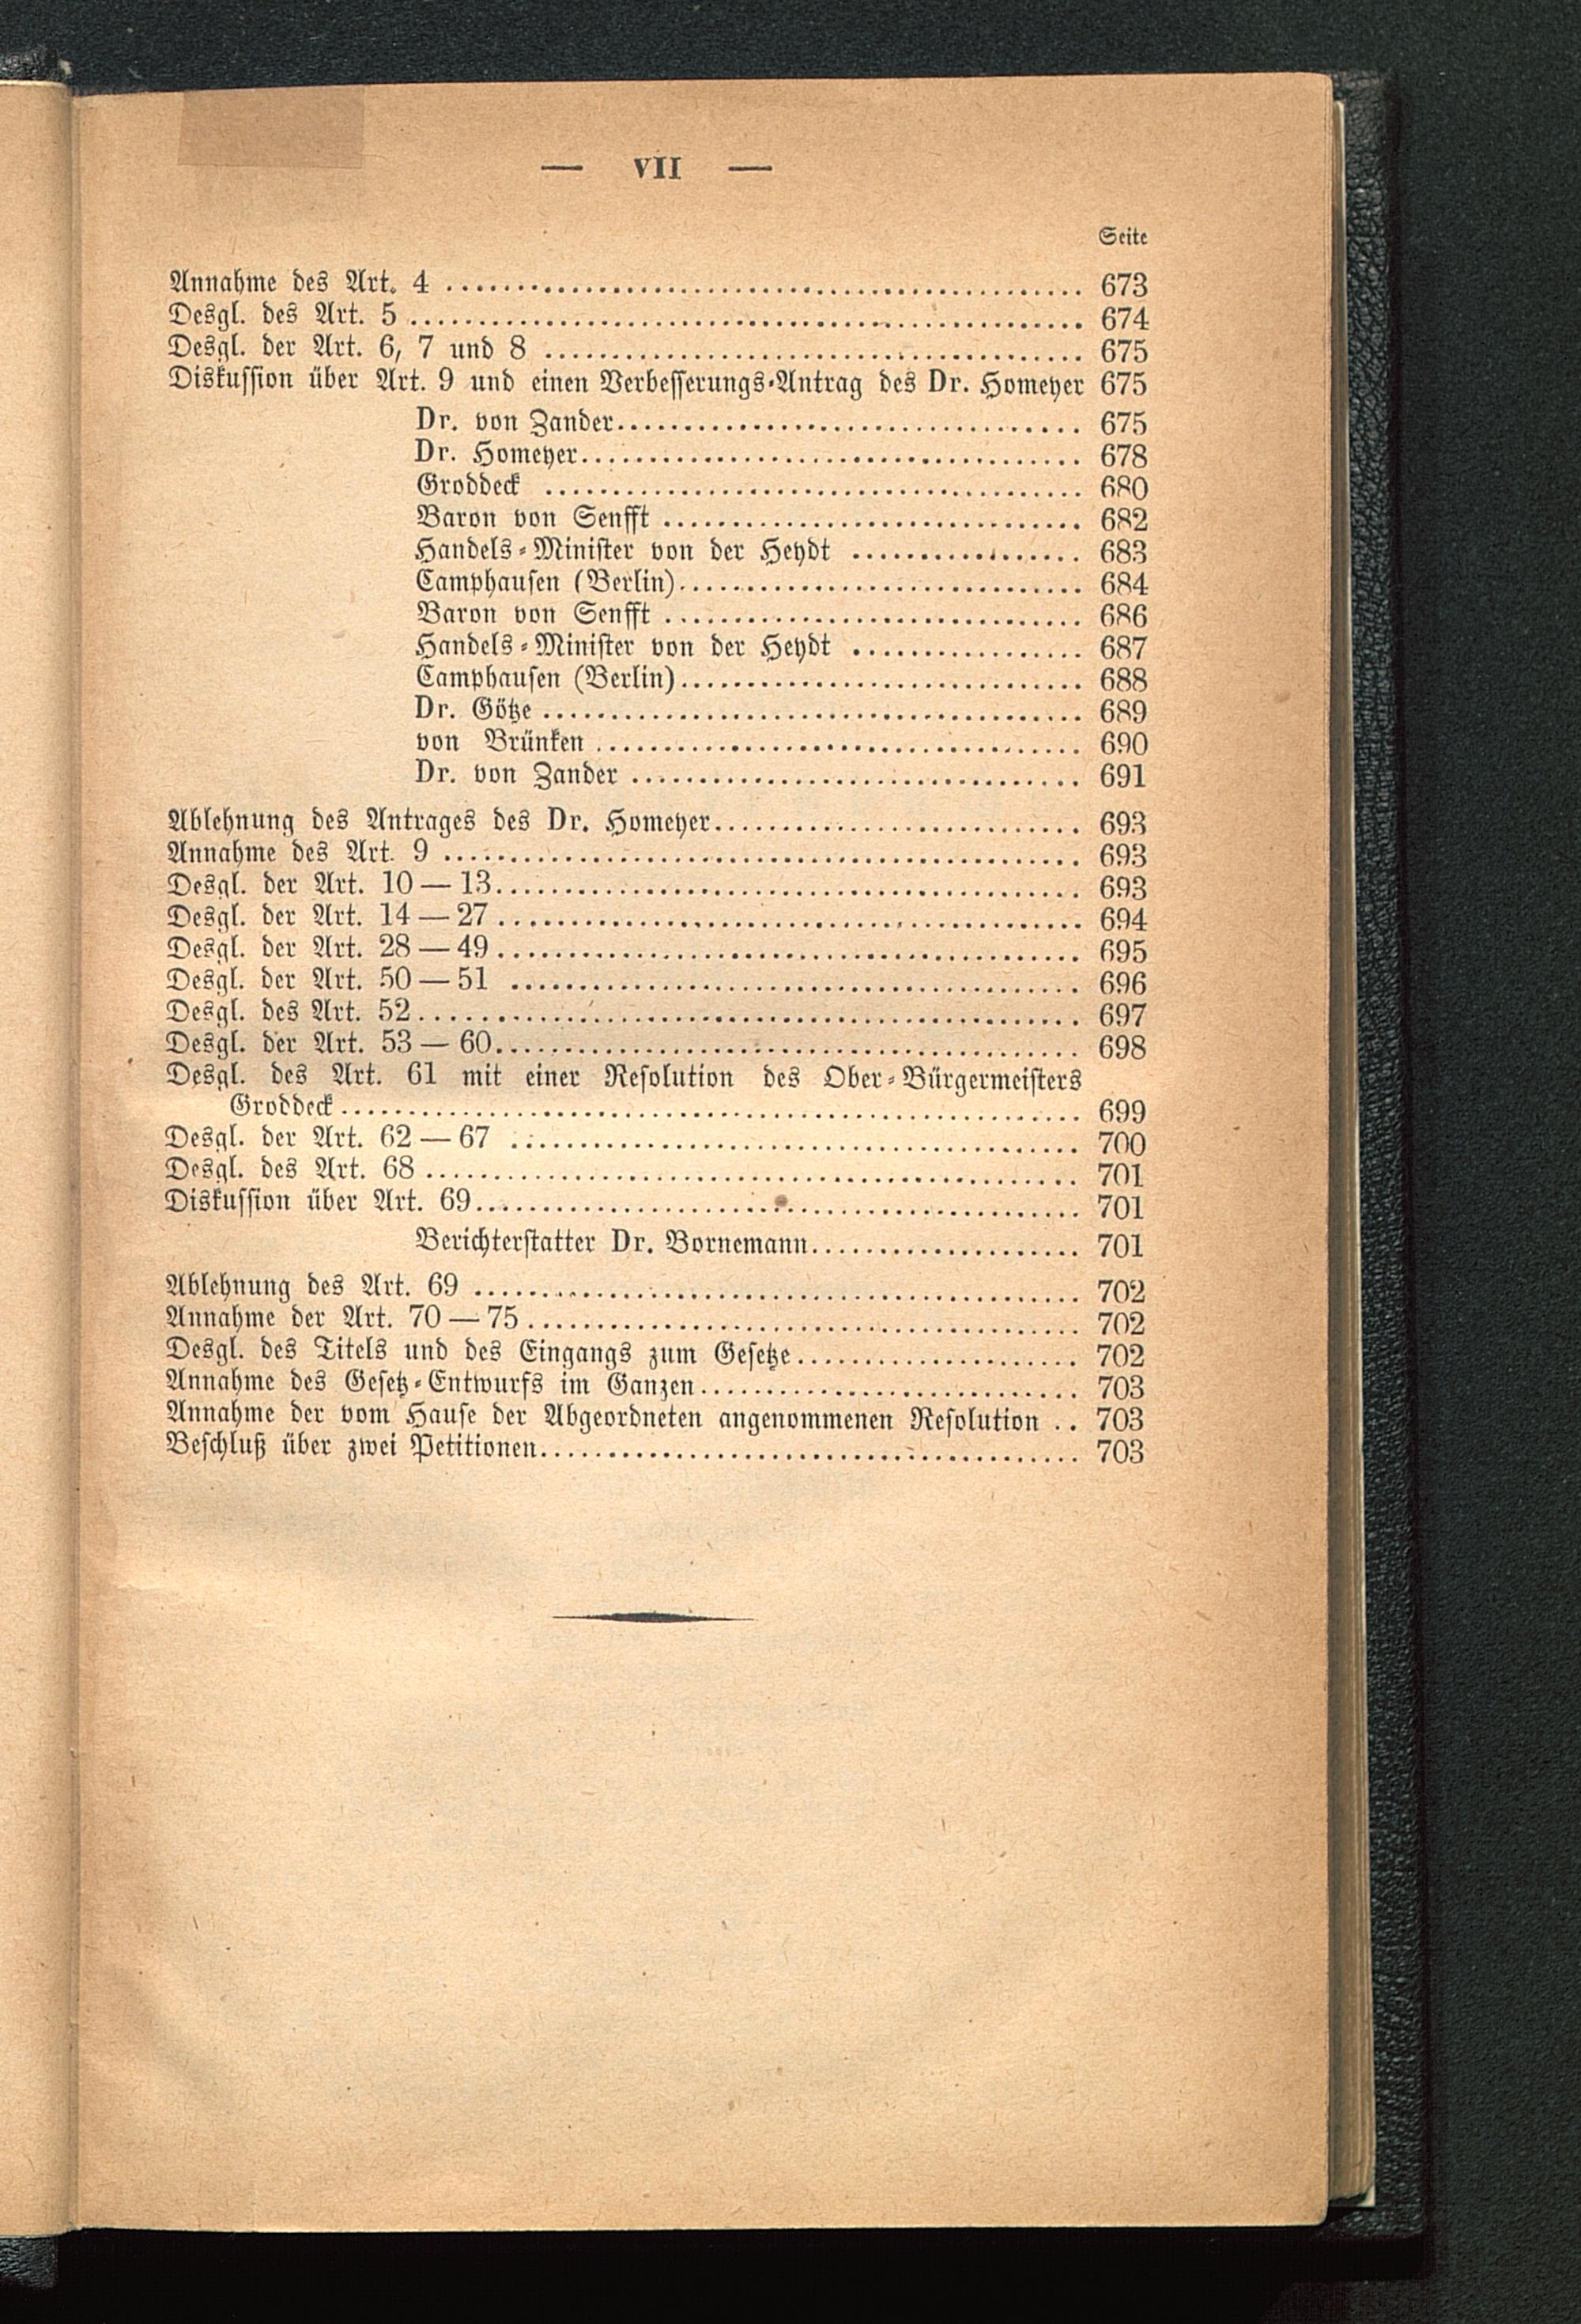 — VII —
Seite
Annahme des Art. 4 ........ 673
Desgl. des Art. 5 ........ 674
Desgl. der Art. 6, 7 und 8 ........ 675
Diskussion über Art. 9 und einen Verbesserungs-Antrag des Dr. Homeyer 675
Dr. von Zander ........ 675
Dr. Homeyer ........ 678
Groddeck ........ 680
Baron von Senfft ........ 682
Handels-Minister von der Heydt ........ 683
Camphausen (Berlin) ........ 684
Baron von Senfft ........ 686
Handels-Minister von der Heydt ........ 687
Camphausen (Berlin) ........ 688
Dr. Götze ........ 689
von Brünken ........ 690
Dr. von Zander ........ 691
Ablehnung des Antrages des Dr. Homeyer ........ 693
Annahme des Art. 9 ........ 693
Desgl. der Art. 10 — 13 ........ 693
Desgl. der Art. 14 — 27 ........ 694
Desgl. der Art. 28 — 49 ........ 695
Desgl. der Art. 50 — 51 ........ 696
Desgl. des Art. 52 ........ 697
Desgl. der Art. 53 — 60 ........ 698
Desgl. des Art. 61 mit einer Resolution des Ober-Bürgermeisters
Groddeck ........ 699
Desgl. der Art. 62 — 67 ........ 700
Desgl. des Art. 68 ........ 701
Diskussion über Art. 69 ........ 701
Berichterstatter Dr. Bornemann ........ 701
Ablehnung des Art. 69 ........ 702
Annahme der Art. 70 — 75 ........ 702
Desgl. des Titels und des Eingangs zum Gesetze ........ 702
Annahme des Gesetz-Entwurfs im Ganzen ........ 703
Annahme der vom Hause der Abgeordneten angenommenen Resolution .. 703
Beschluß über zwei Petitionen ........ 703